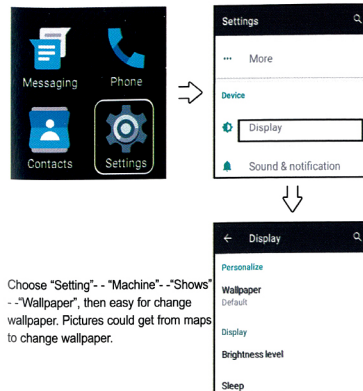 Messaging
Phone
Contacts
Settings
Settings
More
Device
Display
Sound & notification
Display
Personalize
Wallpaper
Default
Display
Brightness level
Sleep
Choose “Setting”- - “Machine”- -“Shows”
- -“Wallpaper”, then easy for change
wallpaper. Pictures could get from maps
to change wallpaper.